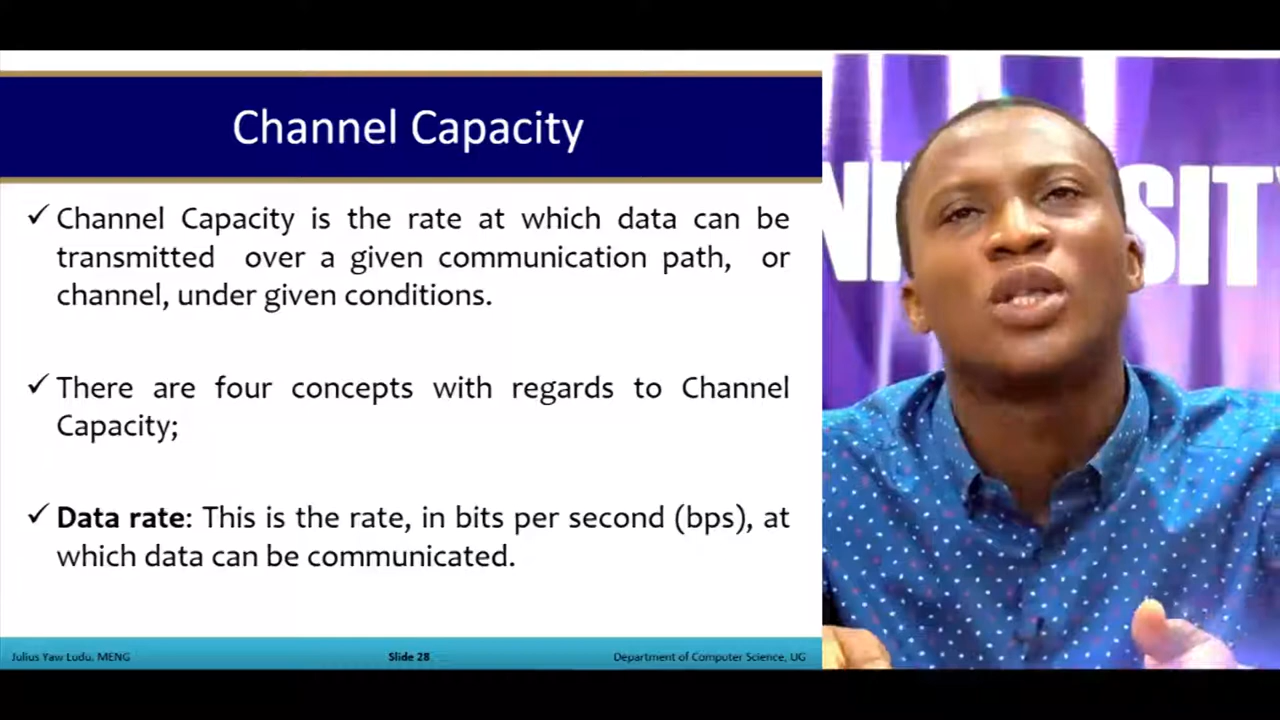 Channel Capacity
✓ Channel Capacity is the rate at which data can be
transmitted over a given communication path, or
channel, under given conditions.
✓ There are four concepts with regards to Channel
Capacity;
✓ Data rate: This is the rate, in bits per second (bps), at
which data can be communicated.
Julius Yaw Ludu, MENG
Slide 28
Department of Computer Science, UG
NI
SIT